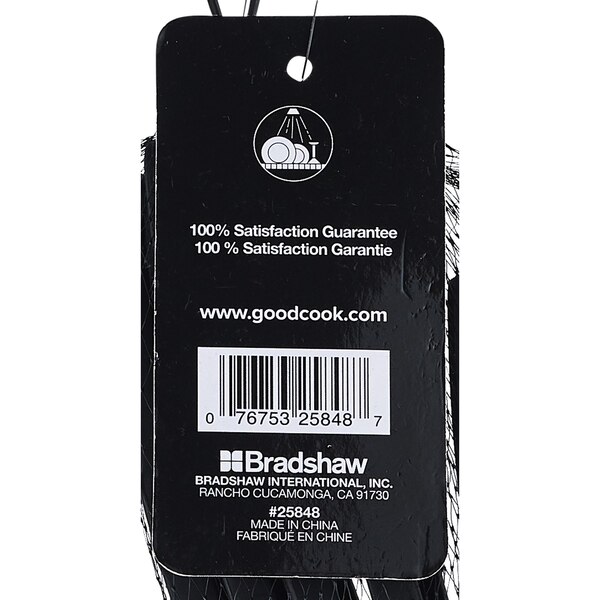 100% Satisfaction Guarantee
100 % Satisfaction Garantie
www.goodcook.com
0 76753 25848 7
Bradshaw
BRADSHAW INTERNATIONAL, INC.
RANCHO CUCAMONGA, CA 91730
#25848
MADE IN CHINA
FABRIQUÉ EN CHINE